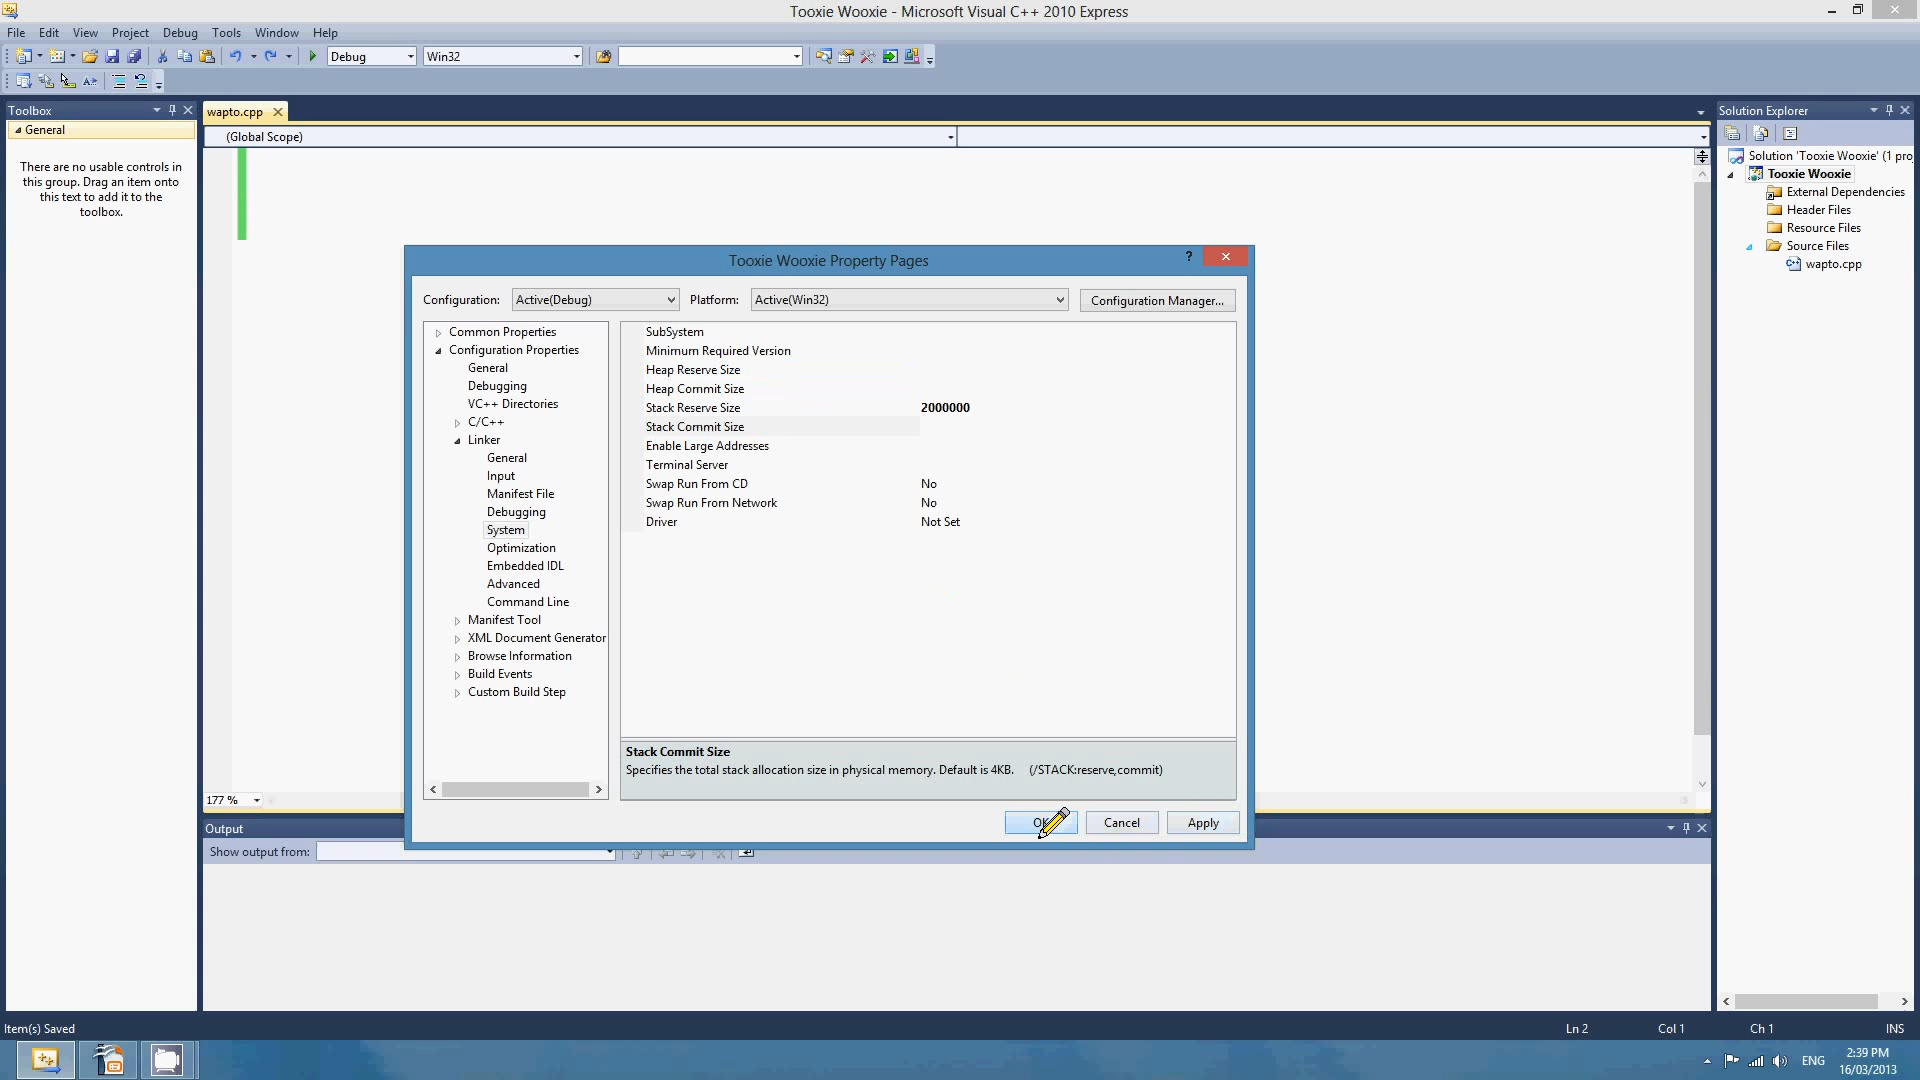 Tooxie Wooxie - Microsoft Visual C++ 2010 Express
File Edit View Project Debug Tools Window Help
Debug Win32
Toolbox
General
There are no usable controls in
this group. Drag an item onto
this text to add it to the
toolbox.
wapto.cpp
(Global Scope)
Tooxie Wooxie Property Pages
?
Configuration: Active(Debug) Platform: Active(Win32) Configuration Manager...
Common Properties
Configuration Properties
General
Debugging
VC++ Directories
C/C++
Linker
General
Input
Manifest File
Debugging
System
Optimization
Embedded IDL
Advanced
Command Line
Manifest Tool
XML Document Generator
Browse Information
Build Events
Custom Build Step
SubSystem
Minimum Required Version
Heap Reserve Size
Heap Commit Size
Stack Reserve Size 2000000
Stack Commit Size
Enable Large Addresses
Terminal Server
Swap Run From CD No
Swap Run From Network No
Driver Not Set
Stack Commit Size
Specifies the total stack allocation size in physical memory. Default is 4KB. (/STACK:reserve,commit)
OK Cancel Apply
177 %
Output
Show output from:
Solution Explorer
Solution 'Tooxie Wooxie' (1 proj
Tooxie Wooxie
External Dependencies
Header Files
Resource Files
Source Files
wapto.cpp
Item(s) Saved Ln 2 Col 1 Ch 1 INS
ENG
2:39 PM
16/03/2013